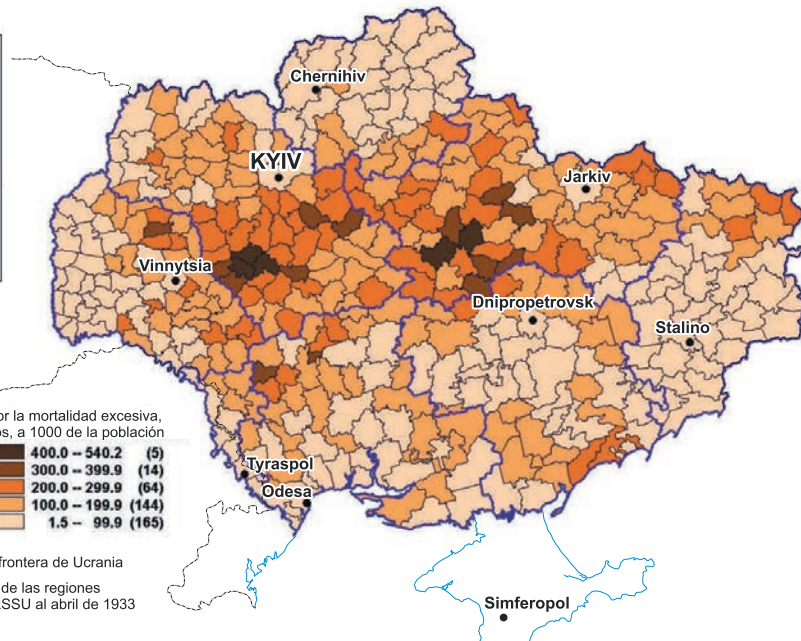 Chernihiv
KYIV
Jarkiv
Vinnytsia
Dnipropetrovsk
Stalino
or la mortalidad excesiva,
s, a 1000 de la población
400.0 – 540.2 (5)
300.0 – 399.9 (14)
200.0 – 299.9 (64)
100.0 – 199.9 (144)
1.5 – 99.9 (165)
Tyraspol
Odesa
frontera de Ucrania
de las regiones
SSU al abril de 1933
Simferopol